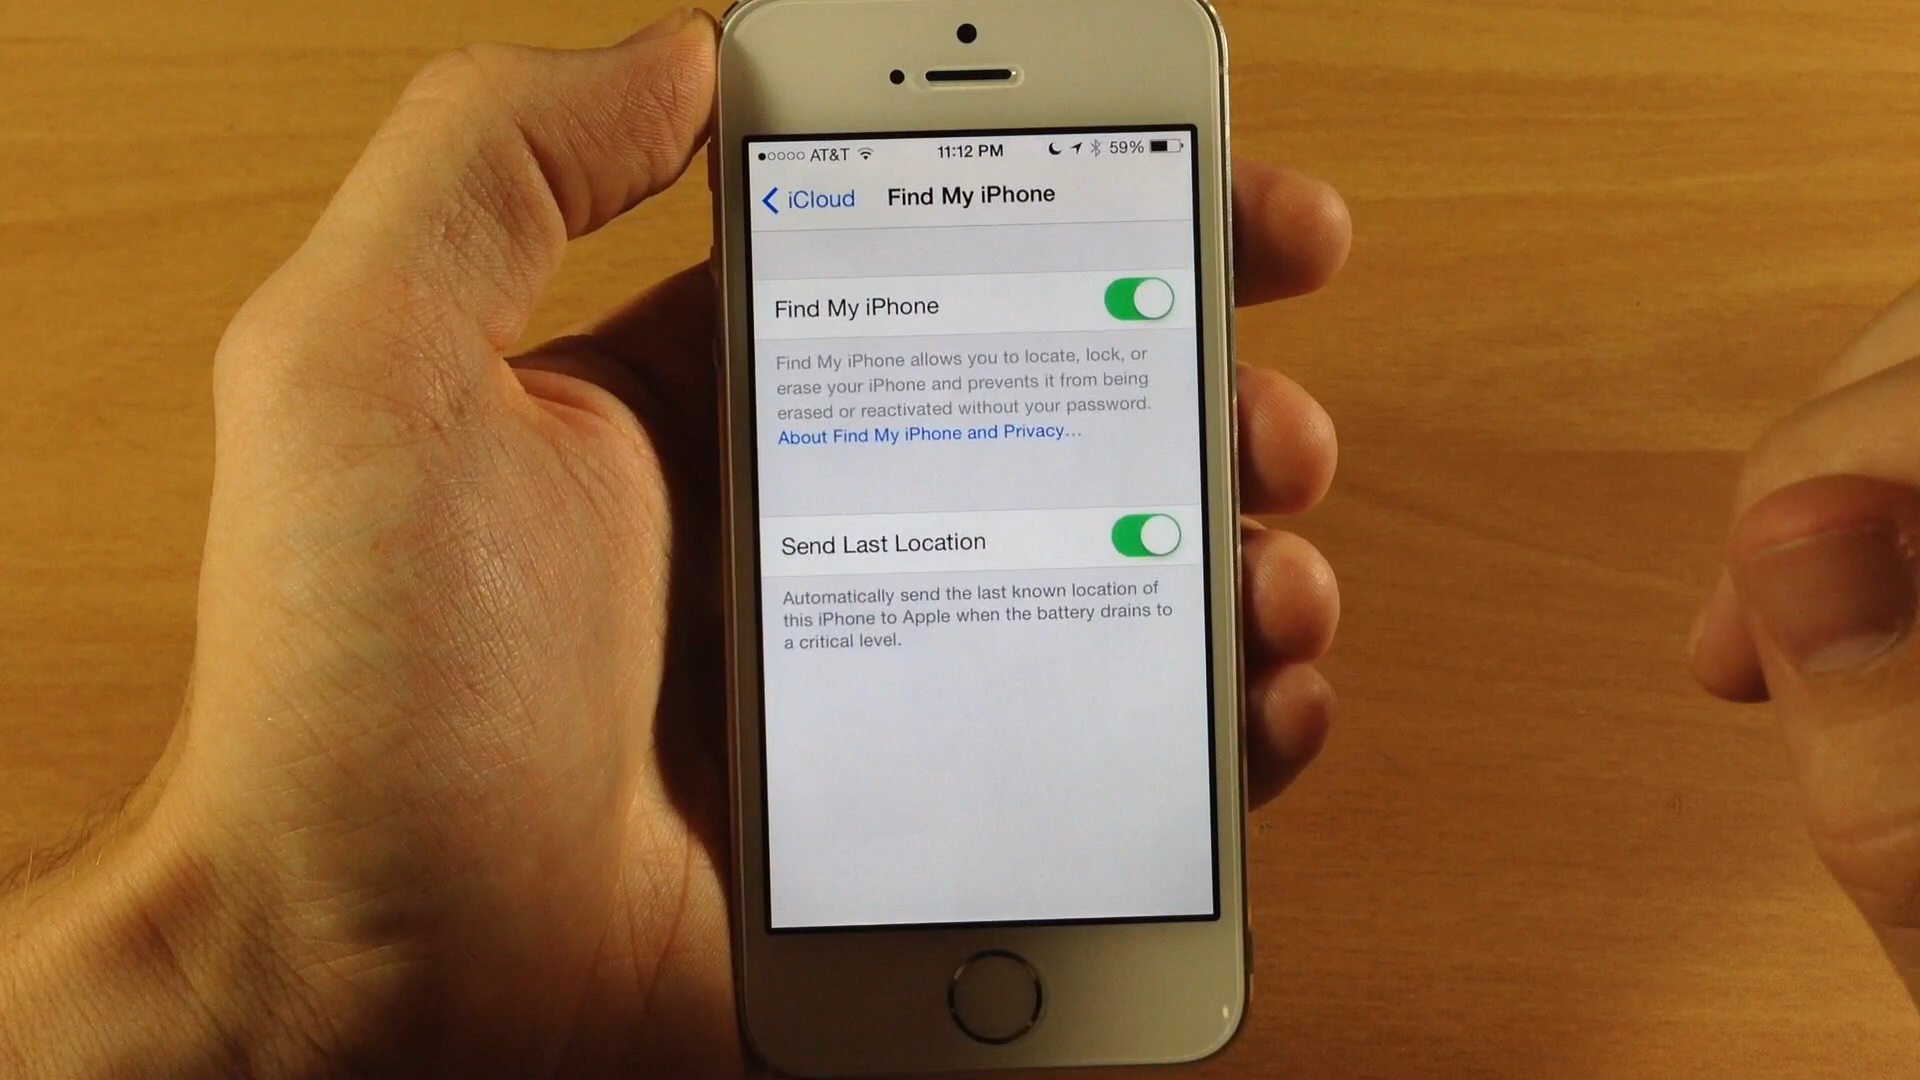 AT&T 11:12 PM 59%
iCloud Find My iPhone
Find My iPhone
Find My iPhone allows you to locate, lock, or
erase your iPhone and prevents it from being
erased or reactivated without your password.
About Find My iPhone and Privacy...
Send Last Location
Automatically send the last known location of
this iPhone to Apple when the battery drains to
a critical level.